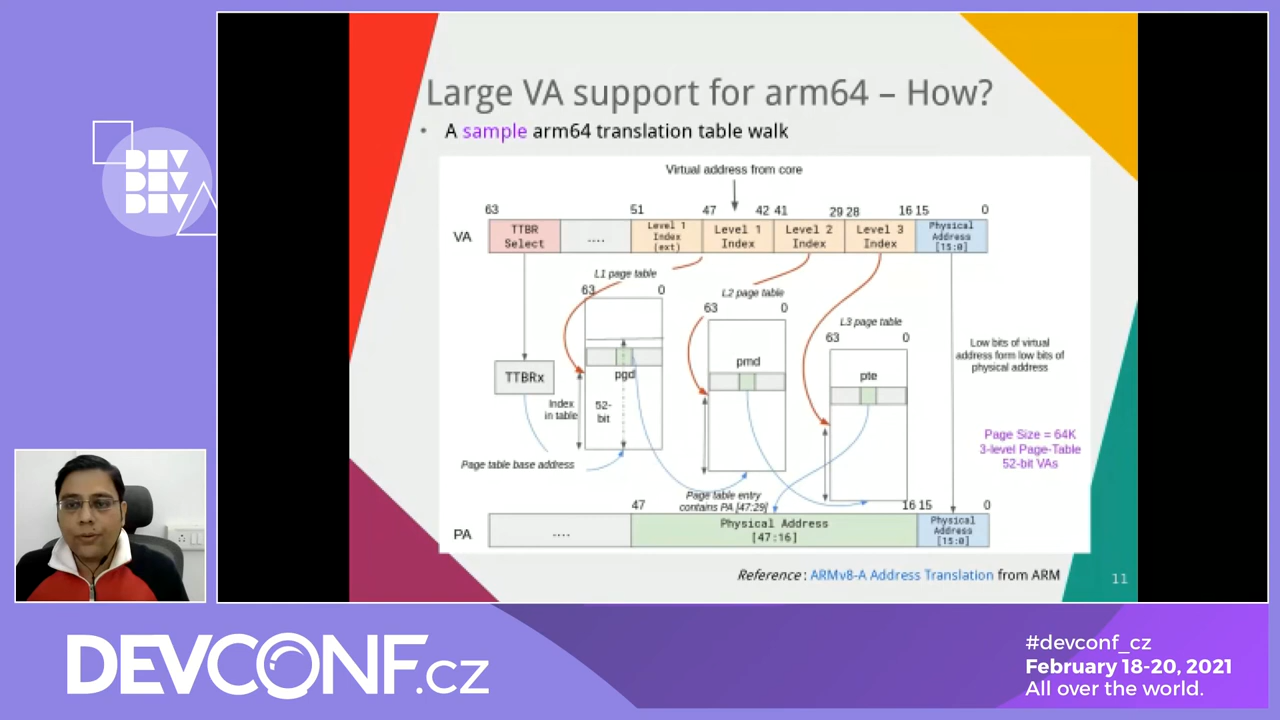 Large VA support for arm64 – How?
• A sample arm64 translation table walk
Virtual address from core
63 51 47 42 41 29 28 16 15 0
VA
TTBR
Select
....
Level 1
Index
(ext)
Level 1
Index
Level 2
Index
Level 3
Index
Physical
Address
[15:0]
L1 page table
63 0
L2 page table
63 0
L3 page table
63 0
pgd
pmd
pte
TTBRx
Index
in table
52-
bit
Low bits of virtual
address form low bits of
physical address
Page Size = 64K
3-level Page-Table
52-bit VAs
Page table base address
Page table entry
contains PA [47:29]
47 16 15 0
PA
....
Physical Address
[47:16]
Physical
Address
[15:0]
Reference : ARMv8-A Address Translation from ARM
11
DEV
DEV
DEV
DEVCONF.cz
#devconf_cz
February 18-20, 2021
All over the world.